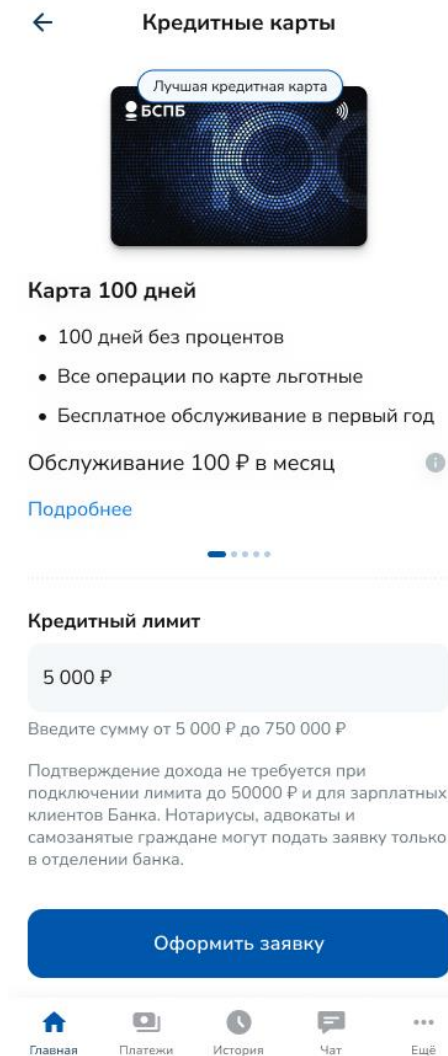 Кредитные карты
Лучшая кредитная карта
БСПБ
100
Карта 100 дней
• 100 дней без процентов
• Все операции по карте льготные
• Бесплатное обслуживание в первый год
Обслуживание 100 ₽ в месяц
Подробнее
Кредитный лимит
5 000 ₽
Введите сумму от 5 000 ₽ до 750 000 ₽
Подтверждение дохода не требуется при
подключении лимита до 50000 ₽ и для зарплатных
клиентов Банка. Нотариусы, адвокаты и
самозанятые граждане могут подать заявку только
в отделении банка.
Оформить заявку
Главная Платежи История Чат Ещё